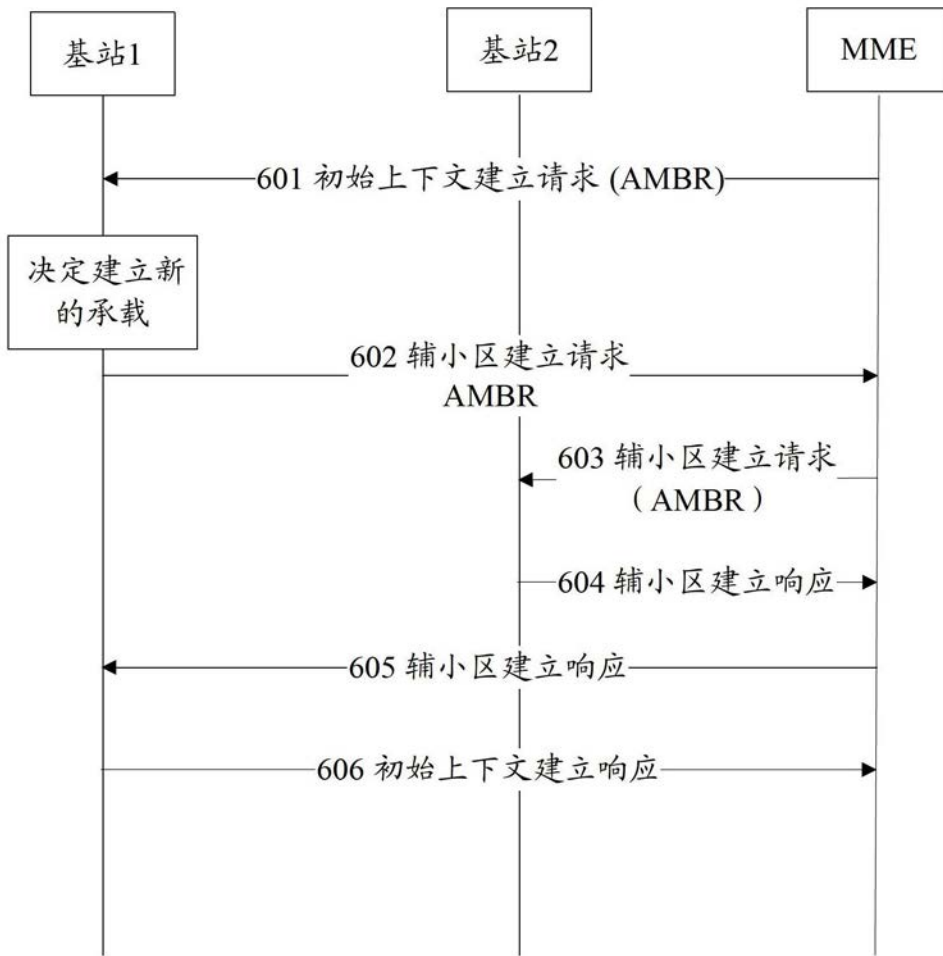 基站1
基站2
MME
601 初始上下文建立请求 (AMBR)
决定建立新
的承载
602 辅小区建立请求
AMBR
603 辅小区建立请求
（AMBR）
604 辅小区建立响应
605 辅小区建立响应
606 初始上下文建立响应